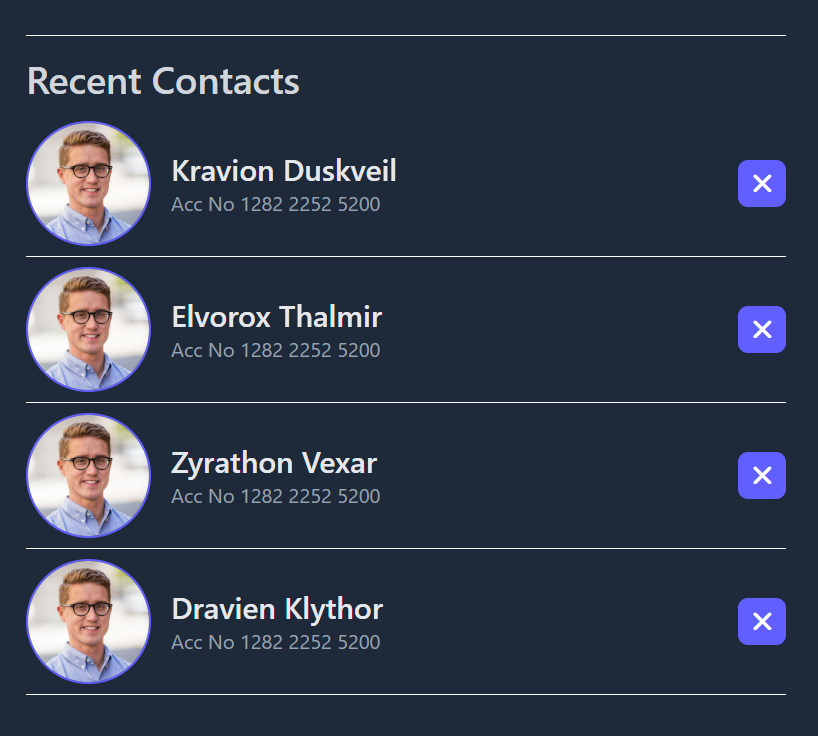 Recent Contacts
Kravion Duskveil
Acc No 1282 2252 5200
Elvorox Thalmir
Acc No 1282 2252 5200
Zyrathon Vexar
Acc No 1282 2252 5200
Dravien Klythor
Acc No 1282 2252 5200